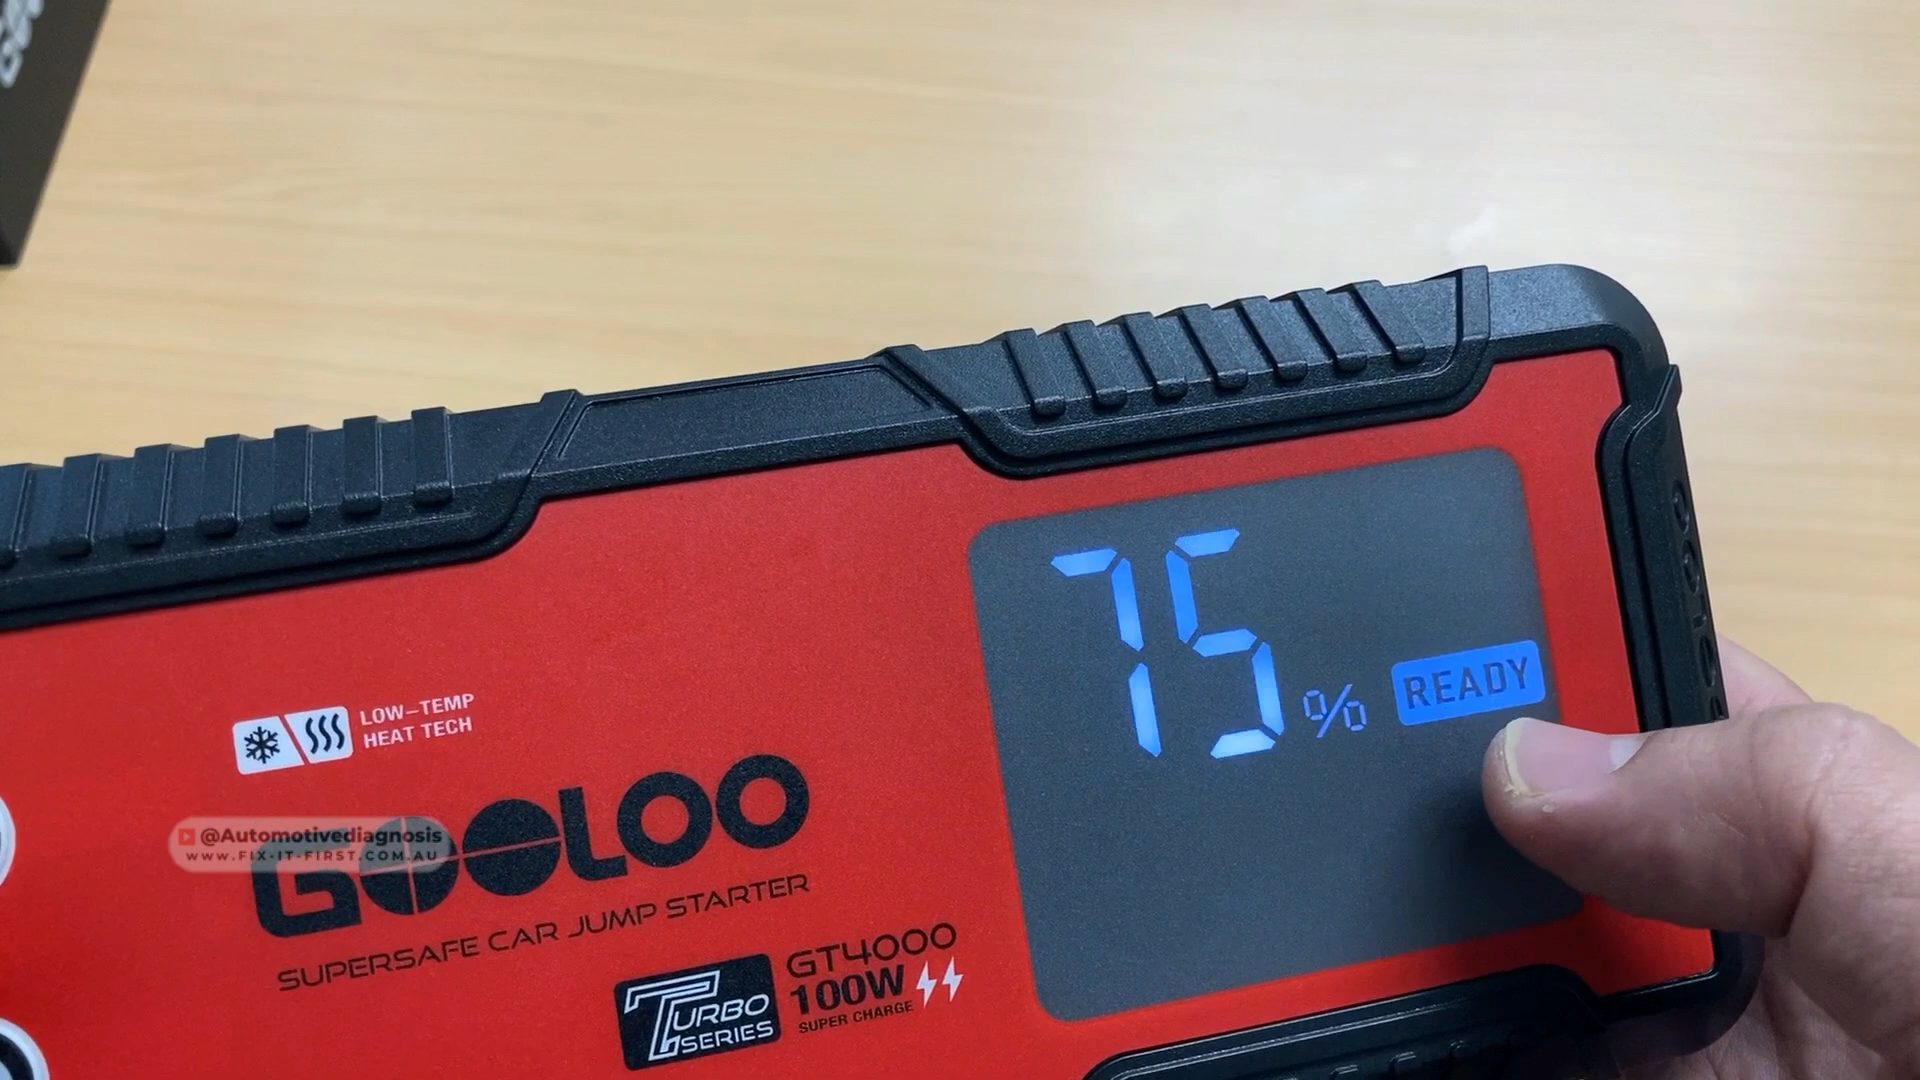 75 %
READY
LOW-TEMP
HEAT TECH
@Automotivediagnosis
WWW.FIX-IT-FIRST.COM.AU
GOOLOO
SUPERSAFE CAR JUMP STARTER
TURBO
SERIES
GT4000
100W
SUPER CHARGE
GOOLOO